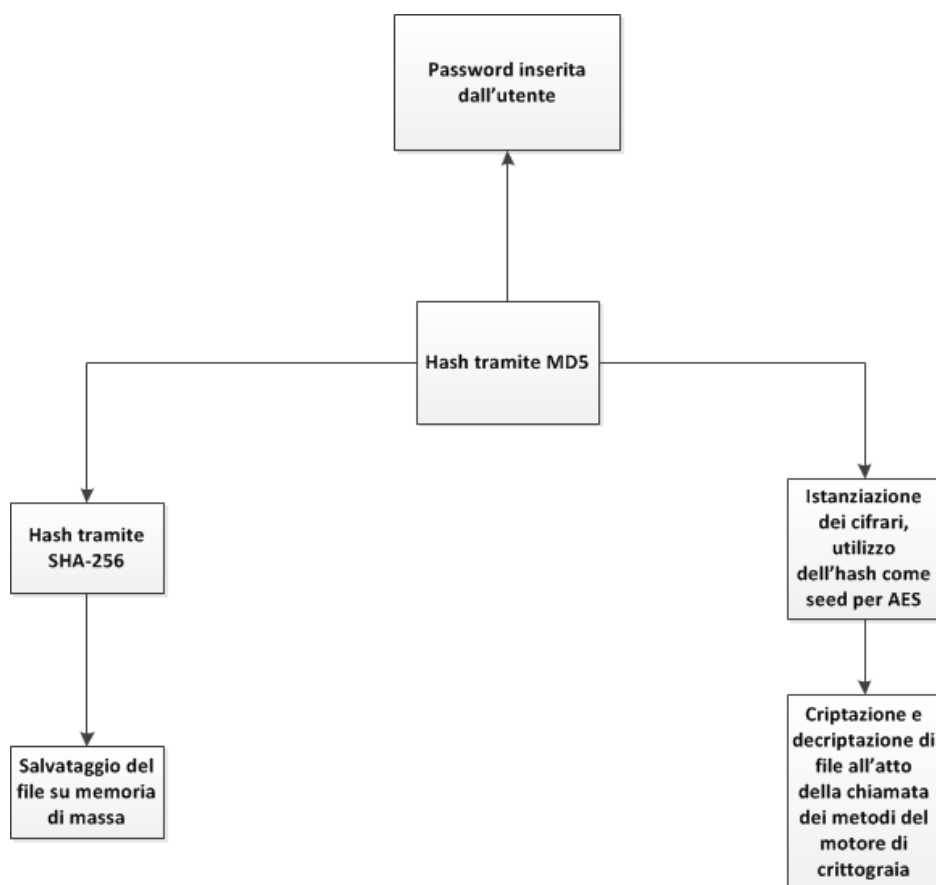 Password inserita
dall'utente
Hash tramite MD5
Hash tramite
SHA-256
Istanziazione
dei cifrari,
utilizzo
dell'hash come
seed per AES
Salvataggio del
file su memoria
di massa
Criptazione e
decriptazione di
file all'atto
della chiamata
dei metodi del
motore di
crittograia